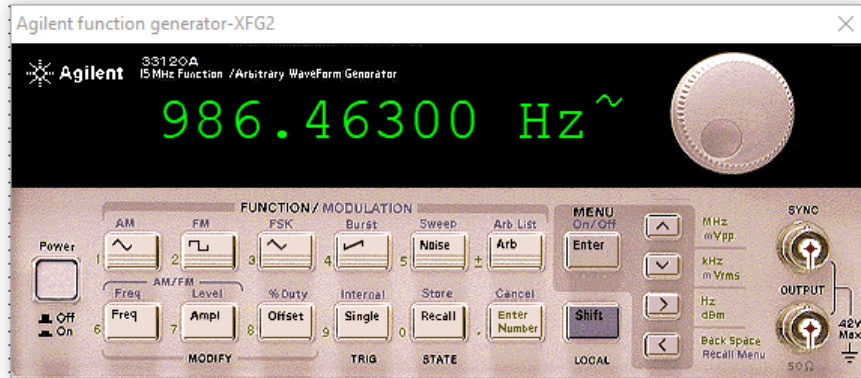 Agilent function generator-XFG2
Agilent
33120A
15 MHz Function /Arbitrary WaveForm Genorator
986.46300 Hz
FUNCTION/ MODULATION
AM FM FSK Burst Sweep Arb List
1 2 3 4 5 Noise ± Arb
AM/FM
Freq Level % Duty Internal Store Cancel
6 Freq 7 Ampl 8 Offset 9 Single 0 Recall . Enter Number
MODIFY TRIG STATE
Power
Off
On
MENU
On/Off
Enter
Shift
LOCAL
MHz
mVpp
kHz
mVrms
Hz
dBm
Back Space
Recall Menu
SYNC
OUTPUT
42V
Max
50Ω